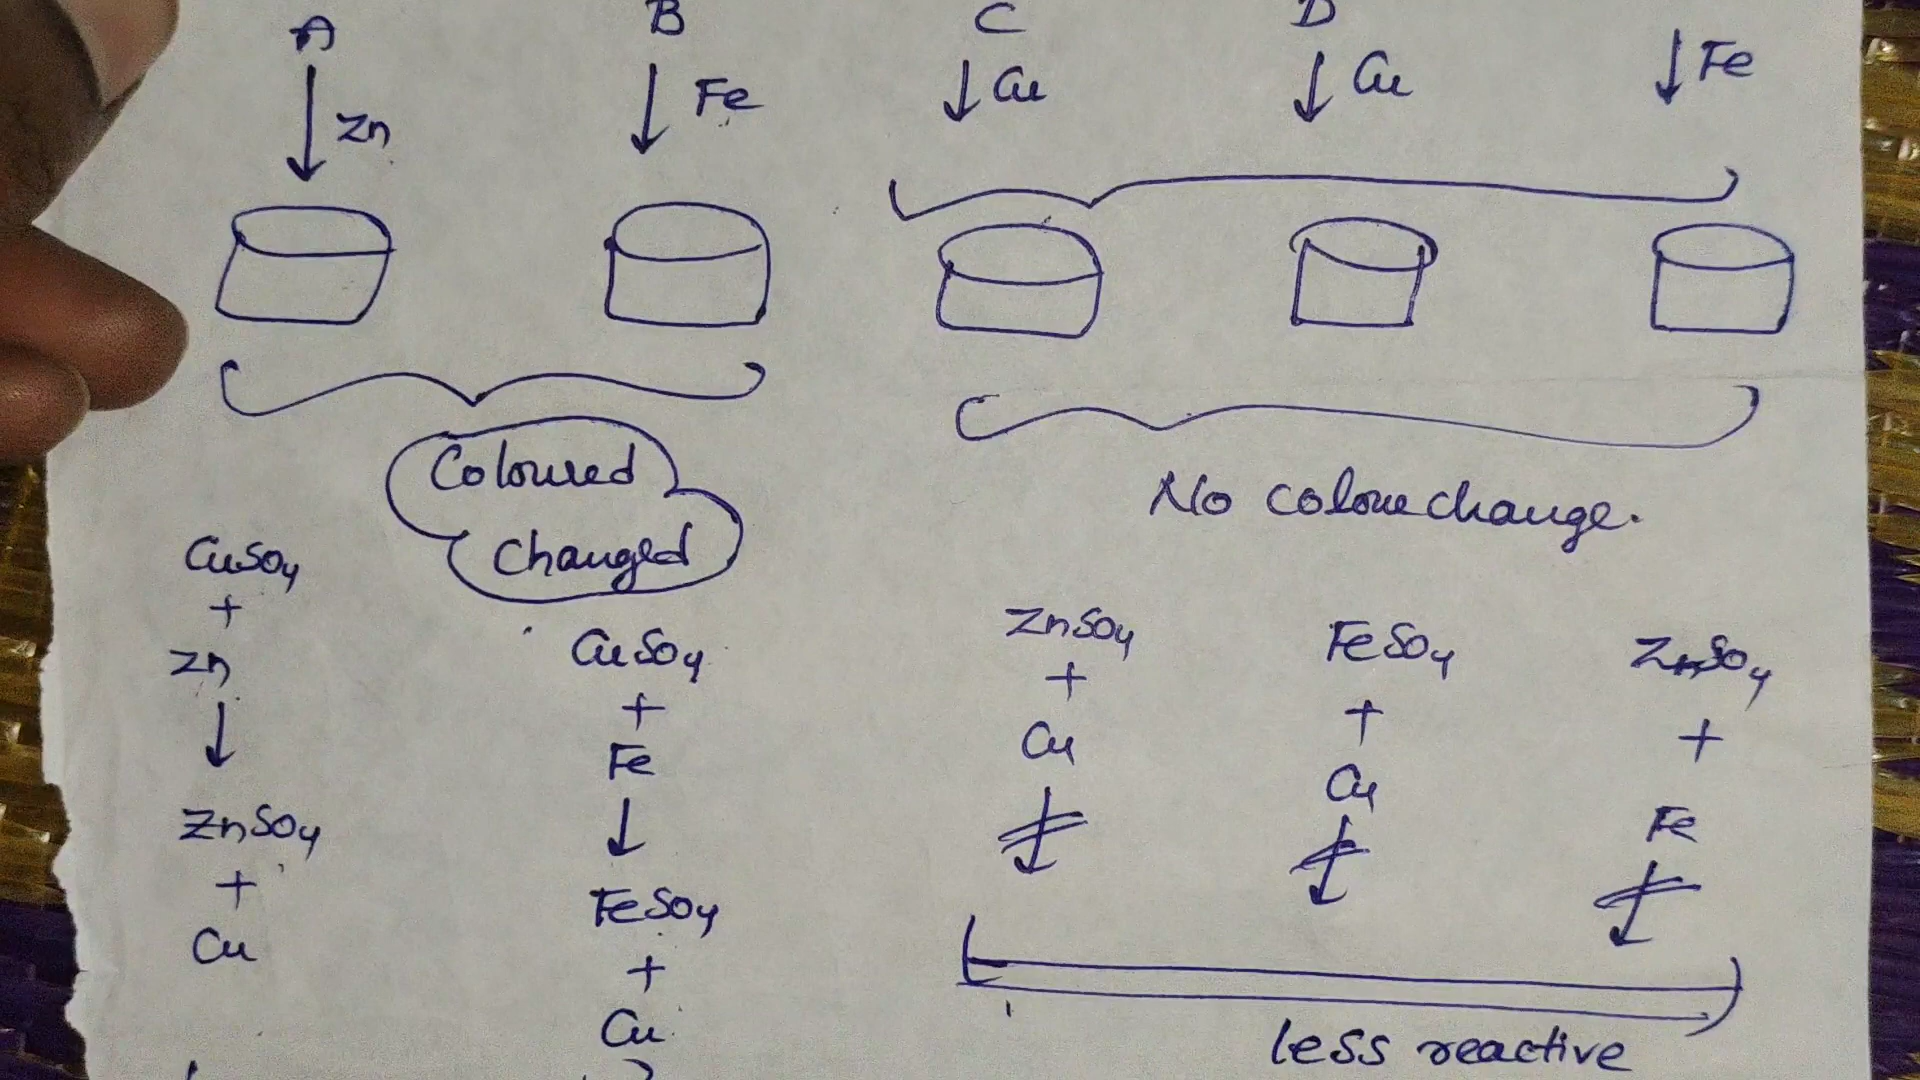 A B C D
Zn Fe Cu Cu Fe
Coloured
Changed
No colour change.
CuSO4
+
Zn
ZnSO4
+
Cu
CuSO4
+
Fe
FeSO4
+
Cu
ZnSO4
+
Cu
FeSO4
+
Cu
ZnSO4
+
Fe
less reactive